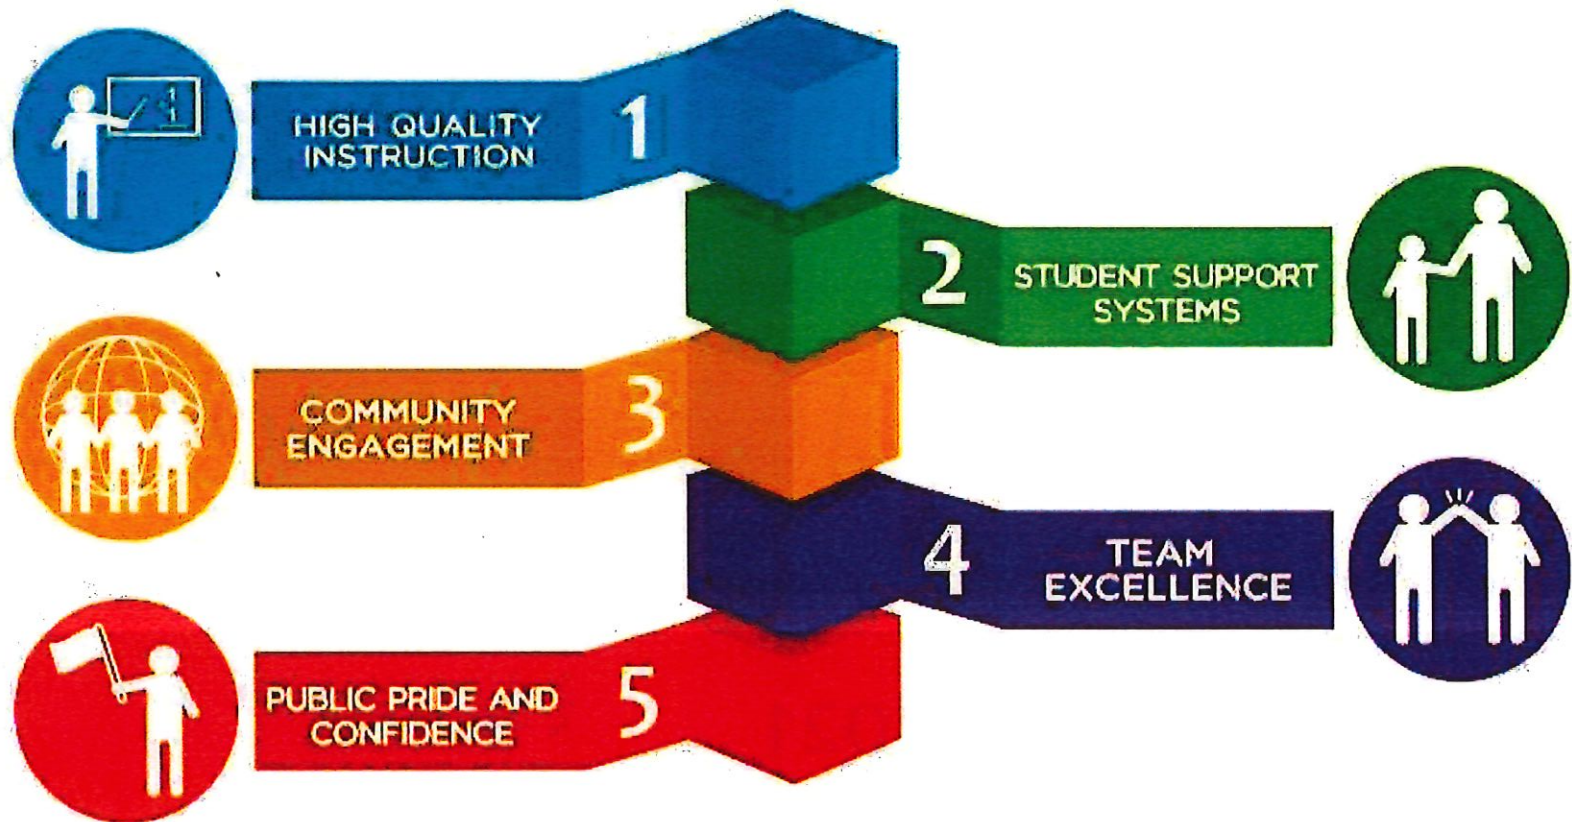 HIGH QUALITY
INSTRUCTION
1
2
STUDENT SUPPORT
SYSTEMS
COMMUNITY
ENGAGEMENT
3
4
TEAM
EXCELLENCE
PUBLIC PRIDE AND
CONFIDENCE
5